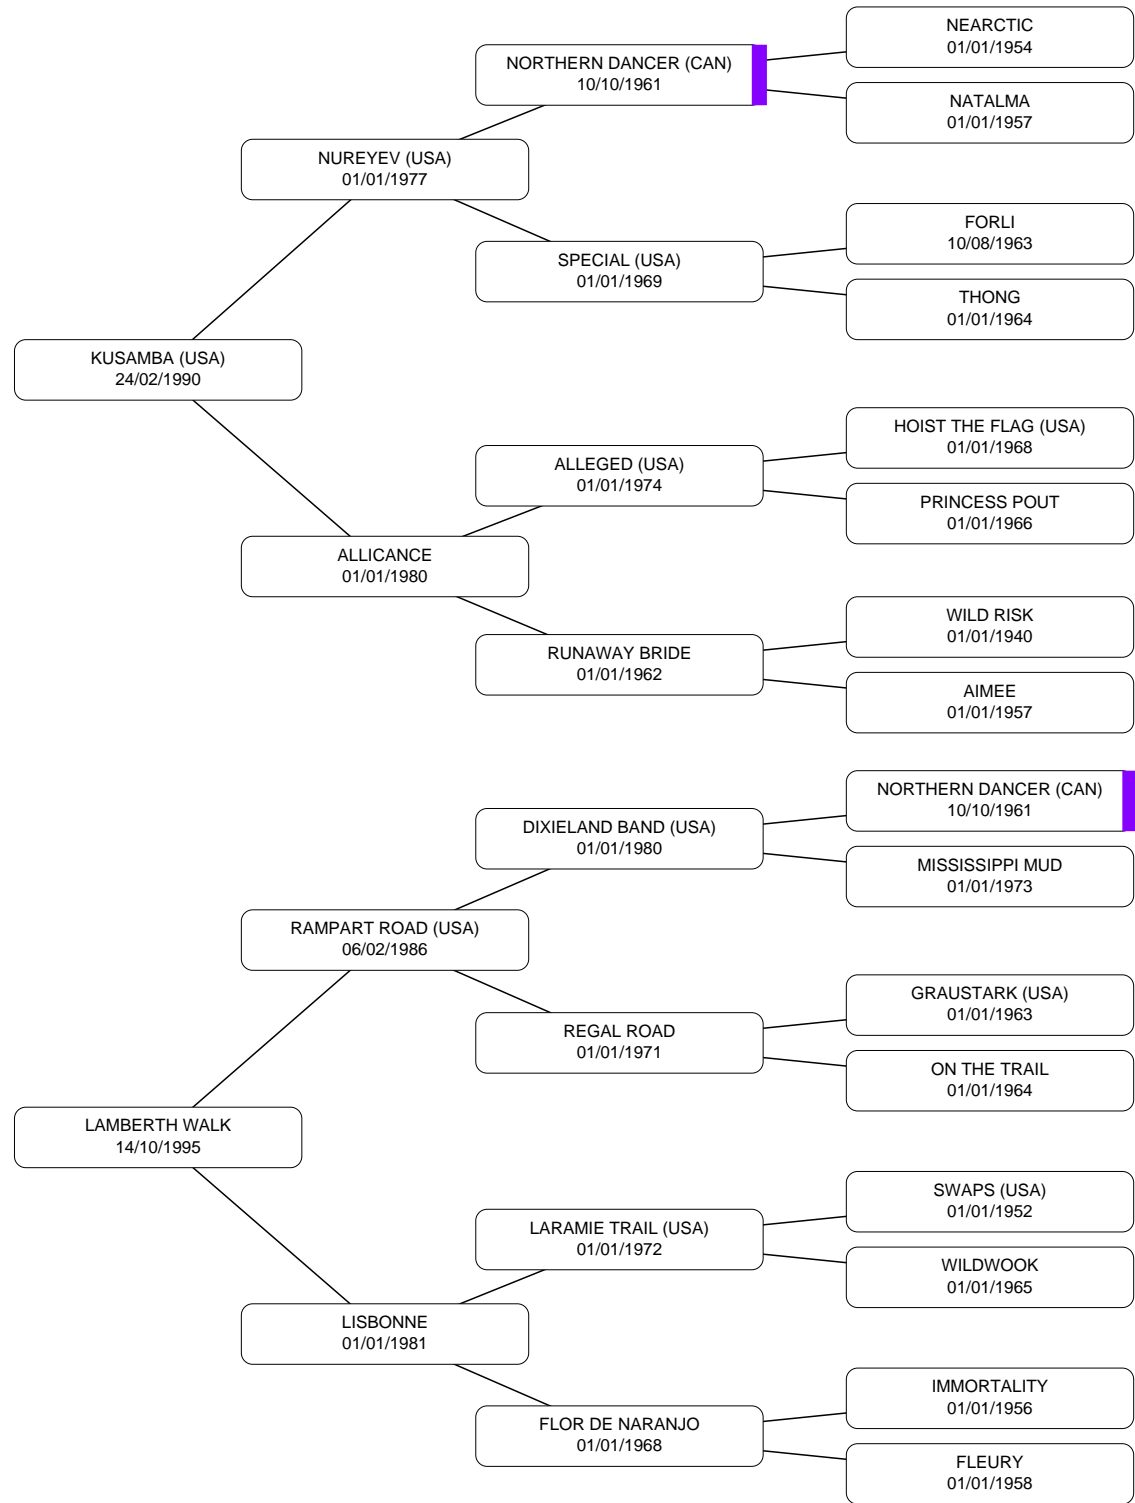 NEARCTIC
01/01/1954
NORTHERN DANCER (CAN)
10/10/1961
NATALMA
01/01/1957
NUREYEV (USA)
01/01/1977
FORLI
10/08/1963
SPECIAL (USA)
01/01/1969
THONG
01/01/1964
KUSAMBA (USA)
24/02/1990
HOIST THE FLAG (USA)
01/01/1968
ALLEGED (USA)
01/01/1974
PRINCESS POUT
01/01/1966
ALLICANCE
01/01/1980
WILD RISK
01/01/1940
RUNAWAY BRIDE
01/01/1962
AIMEE
01/01/1957
NORTHERN DANCER (CAN)
10/10/1961
DIXIELAND BAND (USA)
01/01/1980
MISSISSIPPI MUD
01/01/1973
RAMPART ROAD (USA)
06/02/1986
GRAUSTARK (USA)
01/01/1963
REGAL ROAD
01/01/1971
ON THE TRAIL
01/01/1964
LAMBERTH WALK
14/10/1995
SWAPS (USA)
01/01/1952
LARAMIE TRAIL (USA)
01/01/1972
WILDWOOK
01/01/1965
LISBONNE
01/01/1981
IMMORTALITY
01/01/1956
FLOR DE NARANJO
01/01/1968
FLEURY
01/01/1958